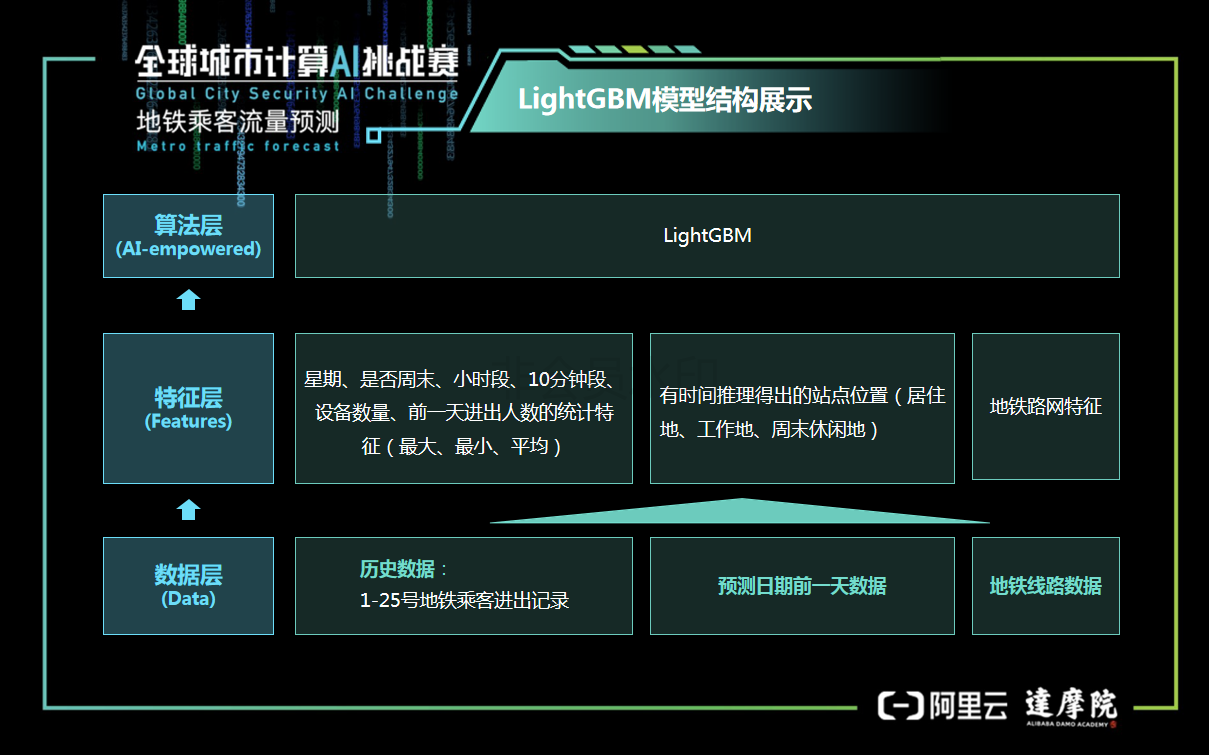 全球城市计算AI挑战赛
Global City Security AI Challenge
地铁乘客流量预测
Metro traffic forecast
LightGBM模型结构展示
算法层
(AI-empowered)
LightGBM
特征层
(Features)
星期、是否周末、小时段、10分钟段、
设备数量、前一天进出人数的统计特
征（最大、最小、平均）
有时间推理得出的站点位置（居住
地、工作地、周末休闲地）
地铁路网特征
数据层
(Data)
历史数据：
1-25号地铁乘客进出记录
预测日期前一天数据
地铁线路数据
阿里云
達摩院
ALIBABA DAMO ACADEMY